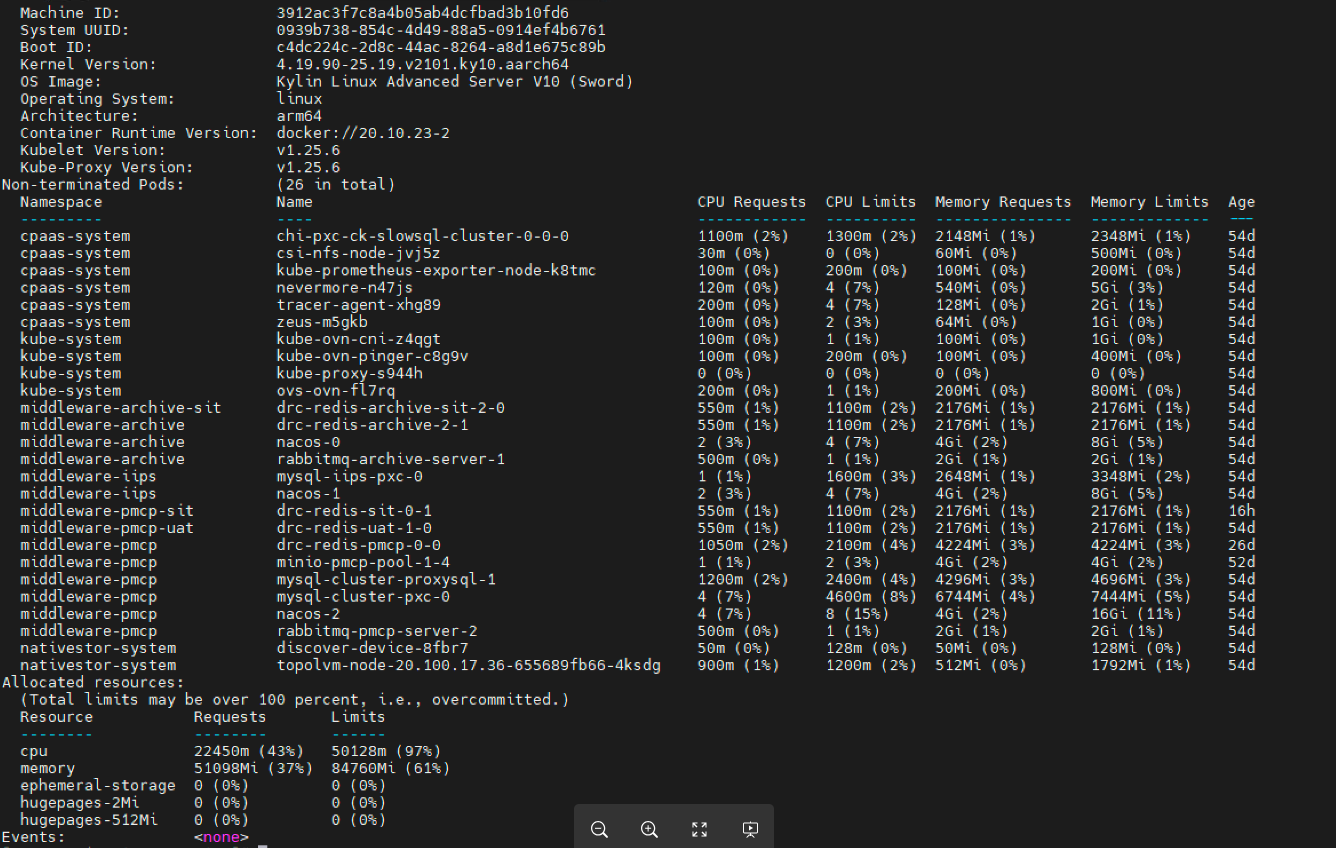 Machine ID: 3912ac3f7c8a4b05ab4dcfbad3b10fd6
System UUID: 0939b738-854c-4d49-88a5-0914ef4b6761
Boot ID: c4dc224c-2d8c-44ac-8264-a8d1e675c89b
Kernel Version: 4.19.90-25.19.v2101.ky10.aarch64
OS Image: Kylin Linux Advanced Server V10 (Sword)
Operating System: linux
Architecture: arm64
Container Runtime Version: docker://20.10.23-2
Kubelet Version: v1.25.6
Kube-Proxy Version: v1.25.6
Non-terminated Pods: (26 in total)
Namespace Name CPU Requests CPU Limits Memory Requests Memory Limits Age
--------- ---- ------------ ---------- --------------- ------------- ---
cpaas-system chi-pxc-ck-slowsql-cluster-0-0-0 1100m (2%) 1300m (2%) 2148Mi (1%) 2348Mi (1%) 54d
cpaas-system csi-nfs-node-jvj5z 30m (0%) 0 (0%) 60Mi (0%) 500Mi (0%) 54d
cpaas-system kube-prometheus-exporter-node-k8tmc 100m (0%) 200m (0%) 100Mi (0%) 200Mi (0%) 54d
cpaas-system nevermore-n47js 120m (0%) 4 (7%) 540Mi (0%) 5Gi (3%) 54d
cpaas-system tracer-agent-xhg89 200m (0%) 4 (7%) 128Mi (0%) 2Gi (1%) 54d
cpaas-system zeus-m5gkb 100m (0%) 2 (3%) 64Mi (0%) 1Gi (0%) 54d
kube-system kube-ovn-cni-z4qgt 100m (0%) 1 (1%) 100Mi (0%) 1Gi (0%) 54d
kube-system kube-ovn-pinger-c8g9v 100m (0%) 200m (0%) 100Mi (0%) 400Mi (0%) 54d
kube-system kube-proxy-s944h 0 (0%) 0 (0%) 0 (0%) 0 (0%) 54d
kube-system ovs-ovn-fl7rq 200m (0%) 1 (1%) 200Mi (0%) 800Mi (0%) 54d
middleware-archive-sit drc-redis-archive-sit-2-0 550m (1%) 1100m (2%) 2176Mi (1%) 2176Mi (1%) 54d
middleware-archive drc-redis-archive-2-1 550m (1%) 1100m (2%) 2176Mi (1%) 2176Mi (1%) 54d
middleware-archive nacos-0 2 (3%) 4 (7%) 4Gi (2%) 8Gi (5%) 54d
middleware-archive rabbitmq-archive-server-1 500m (0%) 1 (1%) 2Gi (1%) 2Gi (1%) 54d
middleware-iips mysql-iips-pxc-0 1 (1%) 1600m (3%) 2648Mi (1%) 3348Mi (2%) 54d
middleware-iips nacos-1 2 (3%) 4 (7%) 4Gi (2%) 8Gi (5%) 54d
middleware-pmcp-sit drc-redis-sit-0-1 550m (1%) 1100m (2%) 2176Mi (1%) 2176Mi (1%) 16h
middleware-pmcp-uat drc-redis-uat-1-0 550m (1%) 1100m (2%) 2176Mi (1%) 2176Mi (1%) 54d
middleware-pmcp drc-redis-pmcp-0-0 1050m (2%) 2100m (4%) 4224Mi (3%) 4224Mi (3%) 26d
middleware-pmcp minio-pmcp-pool-1-4 1 (1%) 2 (3%) 4Gi (2%) 4Gi (2%) 52d
middleware-pmcp mysql-cluster-proxysql-1 1200m (2%) 2400m (4%) 4296Mi (3%) 4696Mi (3%) 54d
middleware-pmcp mysql-cluster-pxc-0 4 (7%) 4600m (8%) 6744Mi (4%) 7444Mi (5%) 54d
middleware-pmcp nacos-2 4 (7%) 8 (15%) 4Gi (2%) 16Gi (11%) 54d
middleware-pmcp rabbitmq-pmcp-server-2 500m (0%) 1 (1%) 2Gi (1%) 2Gi (1%) 54d
nativestor-system discover-device-8fbr7 50m (0%) 128m (0%) 50Mi (0%) 128Mi (0%) 54d
nativestor-system topolvm-node-20.100.17.36-655689fb66-4ksdg 900m (1%) 1200m (2%) 512Mi (0%) 1792Mi (1%) 54d
Allocated resources:
(Total limits may be over 100 percent, i.e., overcommitted.)
Resource Requests Limits
-------- -------- ------
cpu 22450m (43%) 50128m (97%)
memory 51098Mi (37%) 84760Mi (61%)
ephemeral-storage 0 (0%) 0 (0%)
hugepages-2Mi 0 (0%) 0 (0%)
hugepages-512Mi 0 (0%) 0 (0%)
Events: <none>